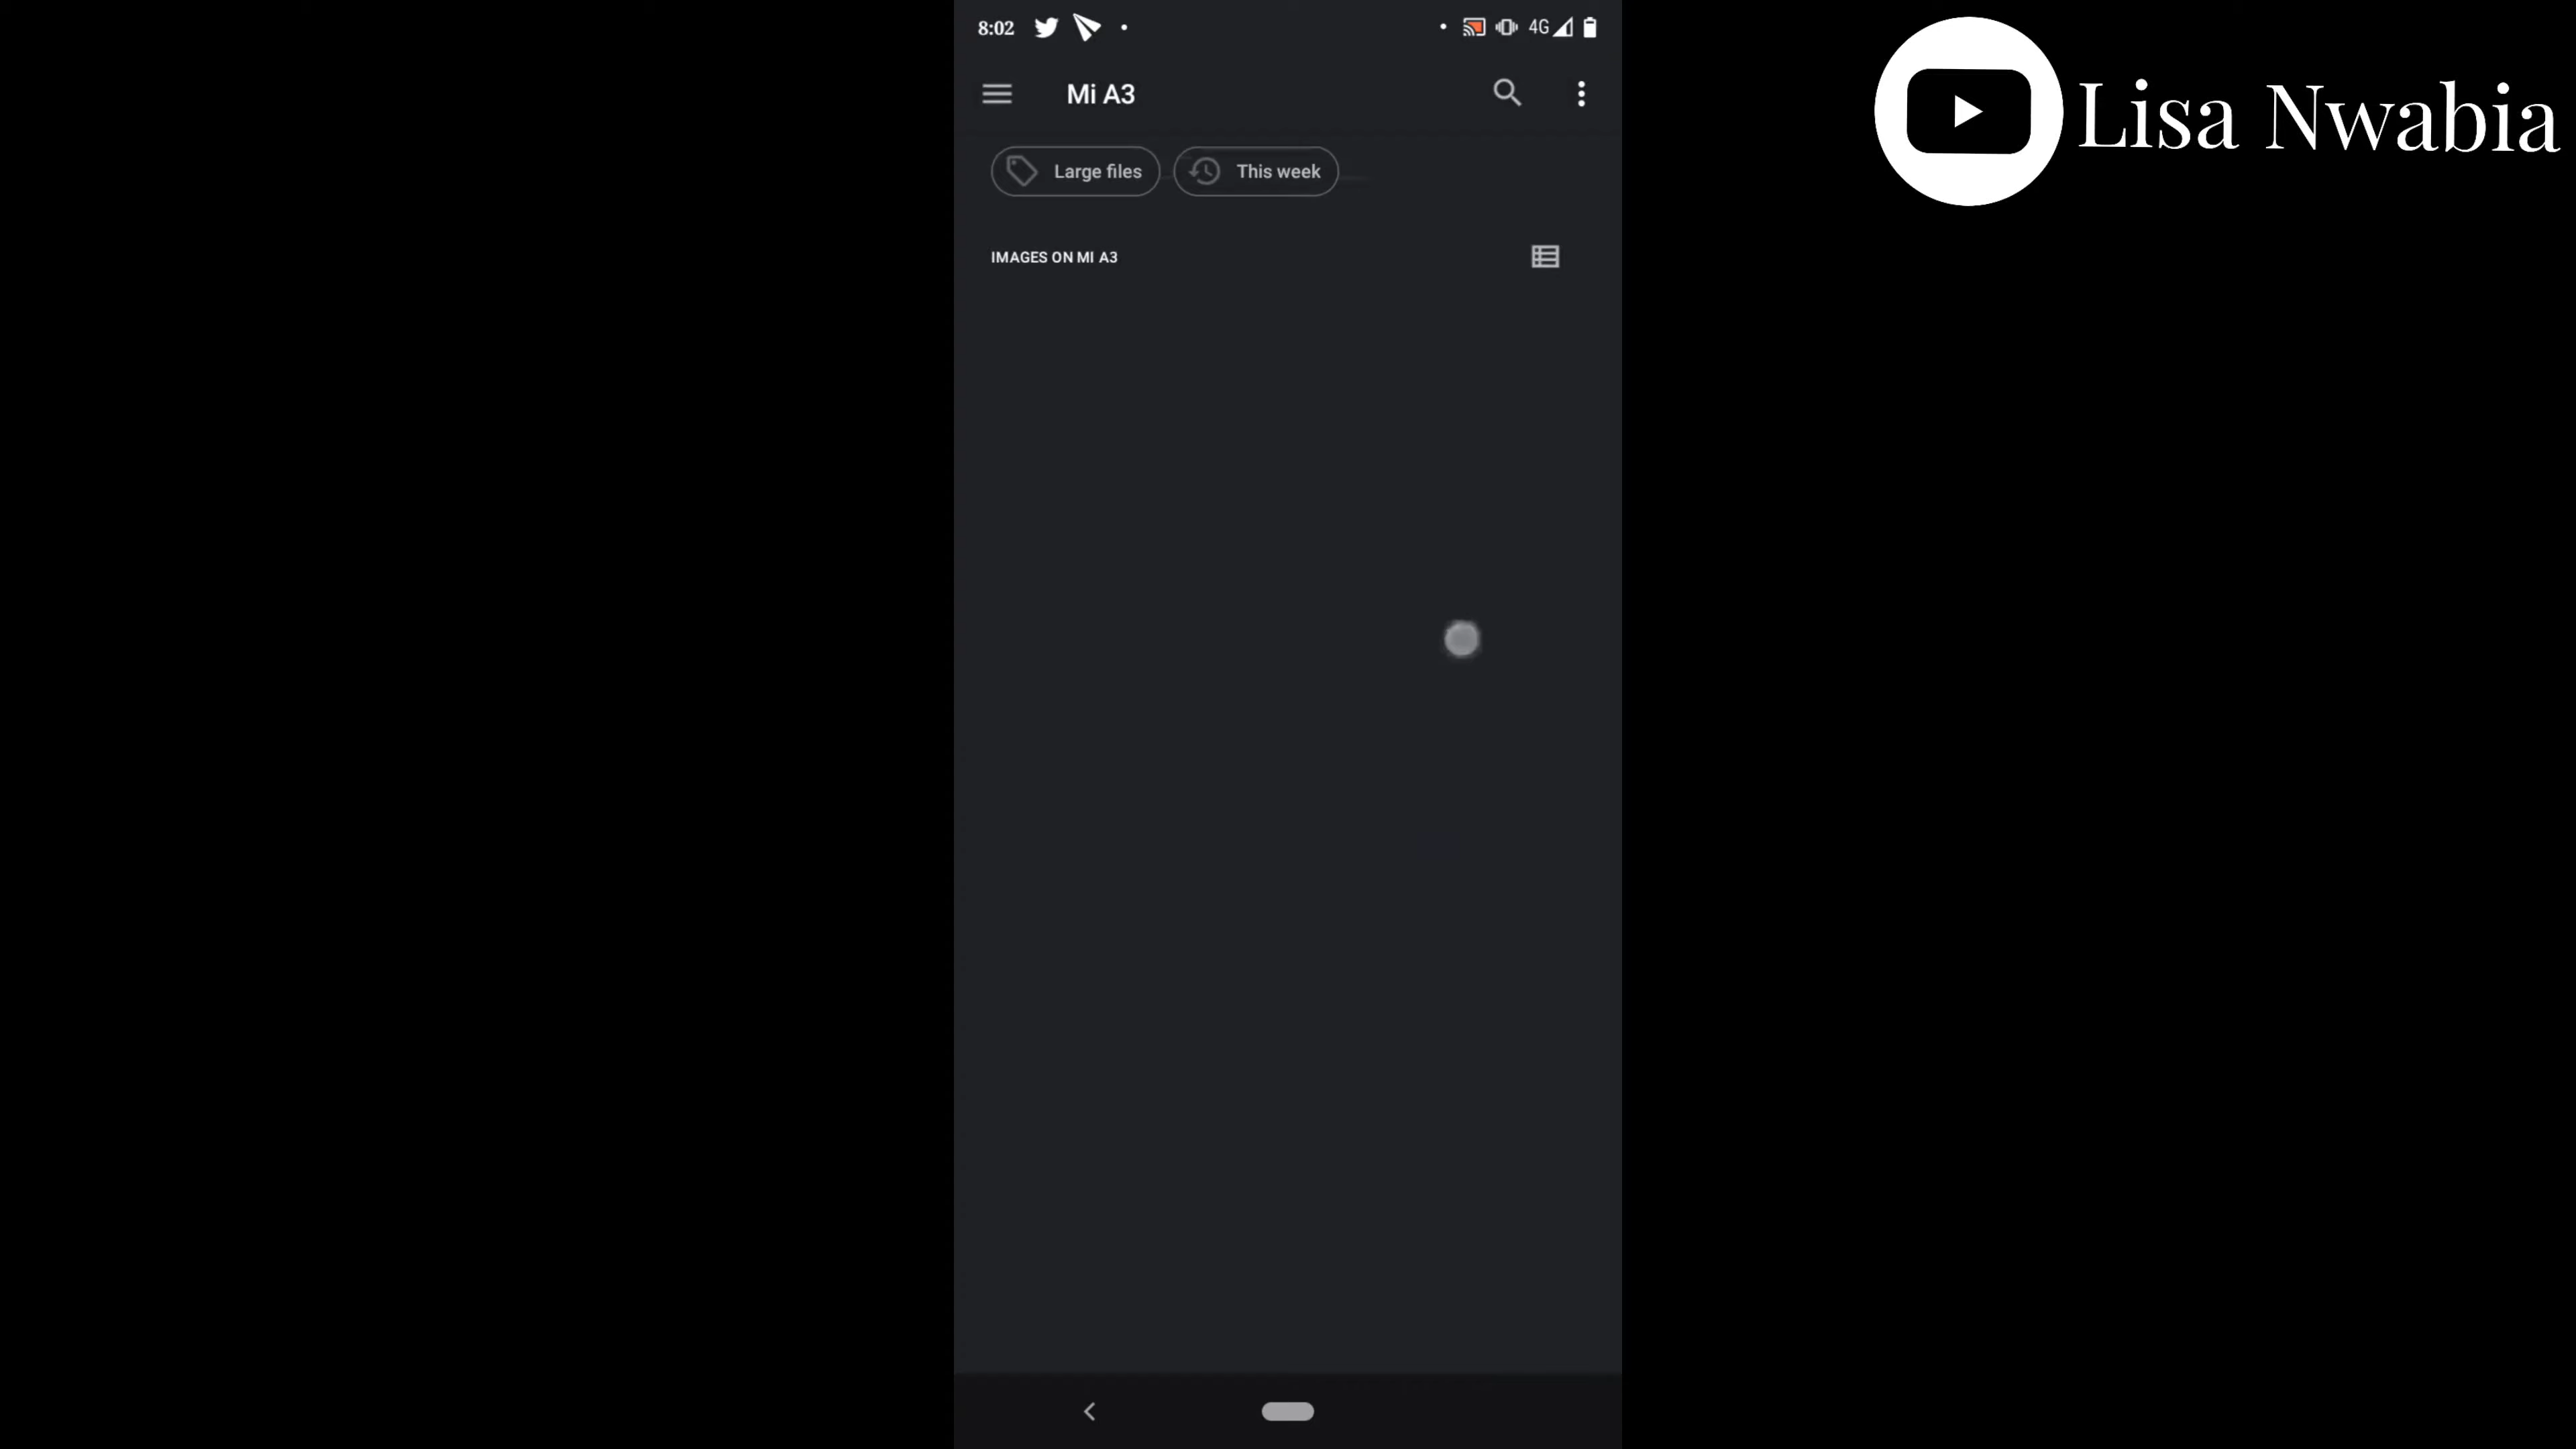 8:02
4G
Lisa Nwabia
Mi A3
Large files
This week
IMAGES ON MI A3